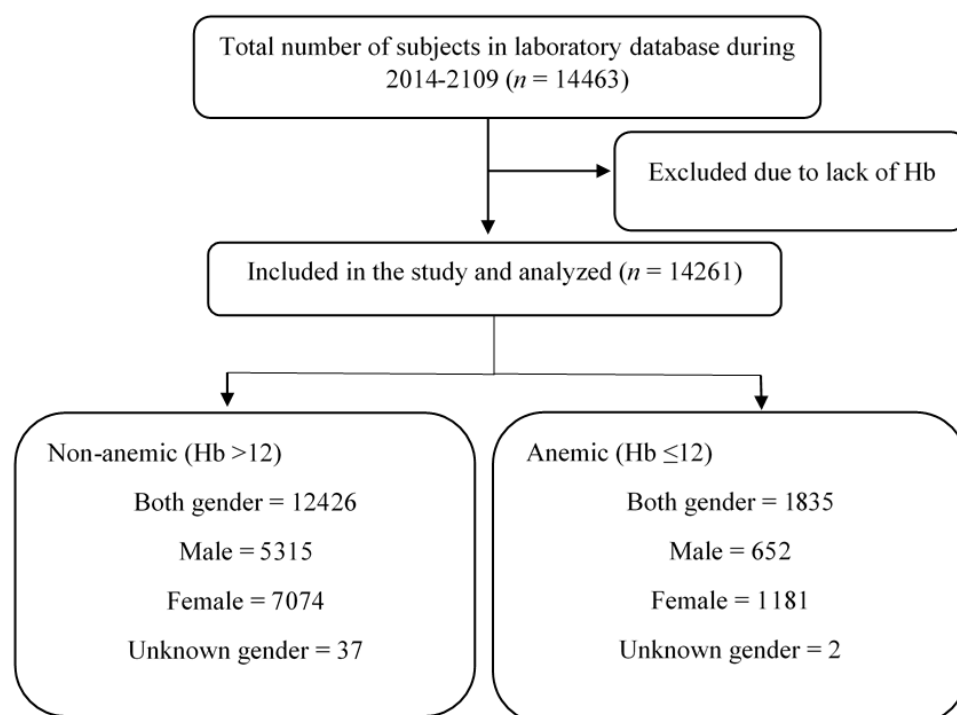 Total number of subjects in laboratory database during
2014-2109 (n = 14463)
Excluded due to lack of Hb
Included in the study and analyzed (n = 14261)
Non-anemic (Hb >12)
Both gender = 12426
Male = 5315
Female = 7074
Unknown gender = 37
Anemic (Hb ≤12)
Both gender = 1835
Male = 652
Female = 1181
Unknown gender = 2